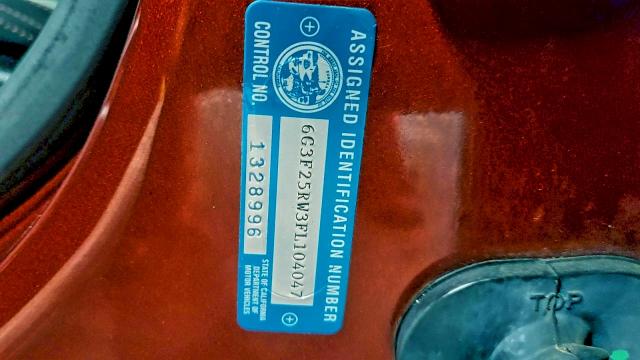 ASSIGNED IDENTIFICATION NUMBER
6G3F25RW3FL104047
CONTROL NO.
1328996
STATE OF CALIFORNIA
DEPARTMENT OF
MOTOR VEHICLES
TOP